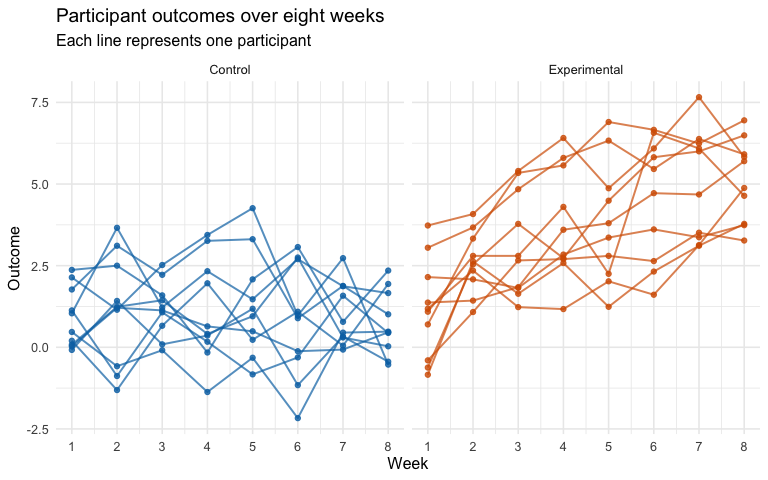 Participant outcomes over eight weeks
Each line represents one participant
Control
Experimental
Outcome
7.5
5.0
2.5
0.0
-2.5
1 2 3 4 5 6 7 8
1 2 3 4 5 6 7 8
Week